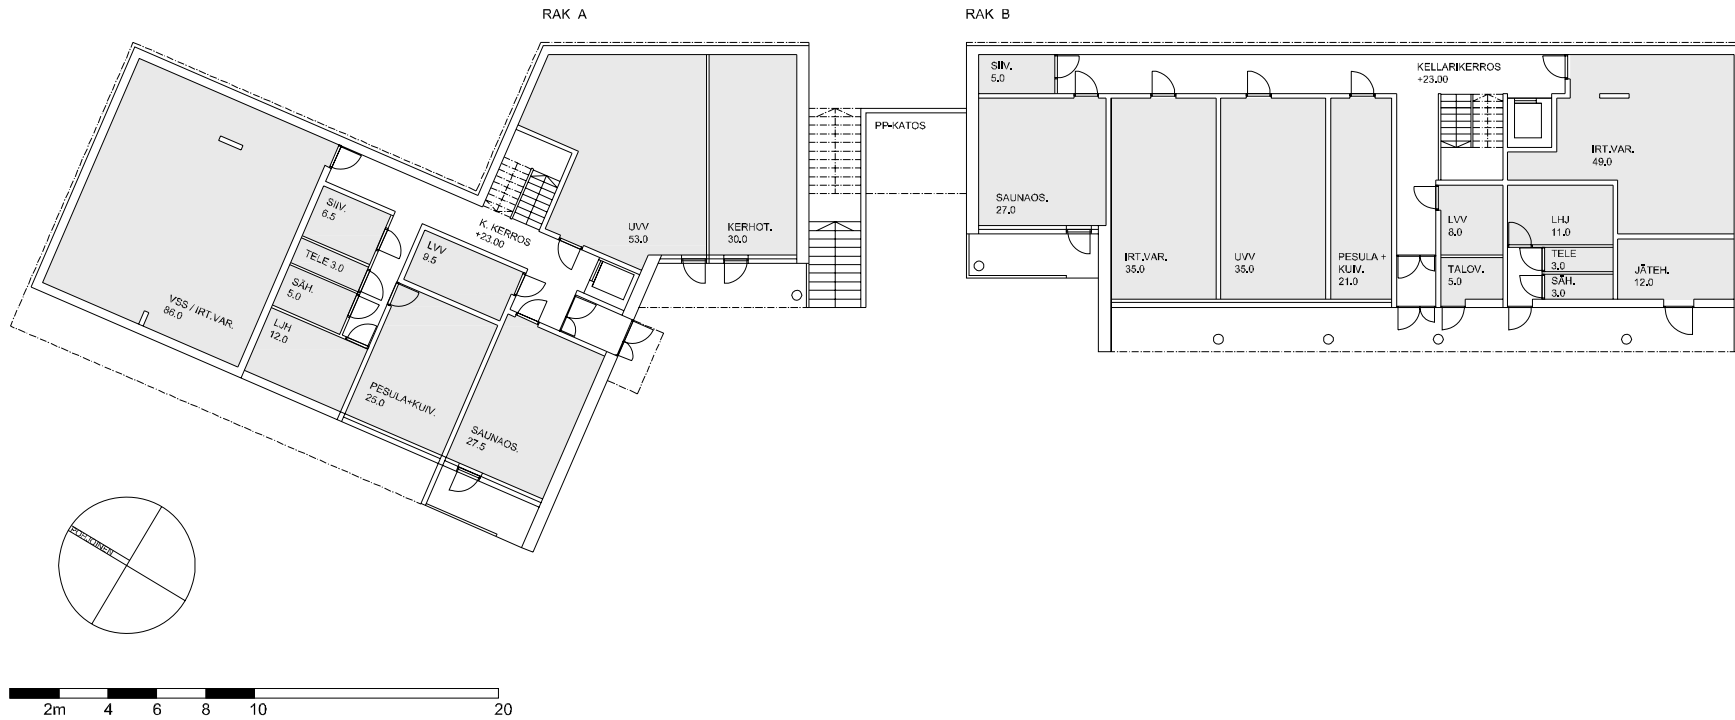 RAK A
RAK B
SIIV.
5.0
KELLARIKERROS
+23.00
PP-KATOS
IRT.VAR.
49.0
SAUNAOS.
27.0
SIIV.
6.5
K. KERROS
+23.00
UVV
53.0
KERHOT.
30.0
LVV
8.0
LHJ
11.0
LVV
9.5
TELE 3.0
IRT.VAR.
35.0
UVV
35.0
PESULA +
KUIV.
21.0
TALOV.
5.0
TELE
3.0
SÄH.
3.0
JÄTEH.
12.0
SÄH.
5.0
VSS / IRT.VAR.
86.0
LJH
12.0
PESULA+KUIV.
25.0
SAUNAOS.
27.5
POHJOINEN
2m 4 6 8 10 20